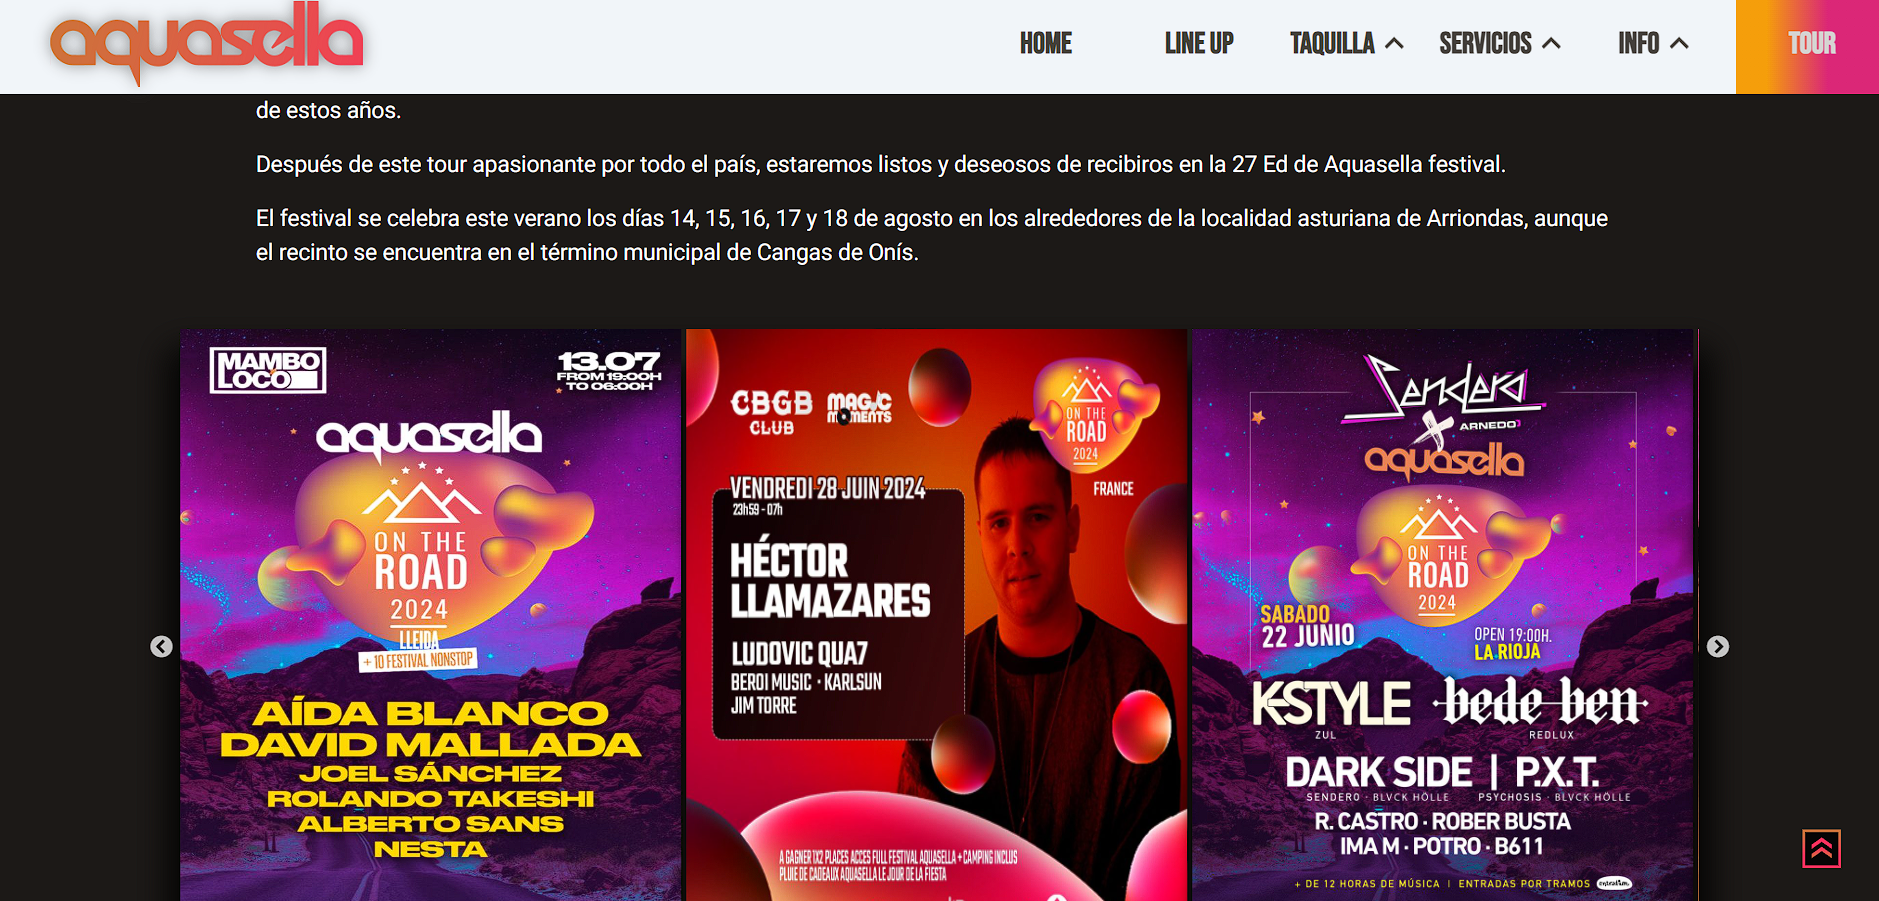 aquasella
HOME
LINE UP
TAQUILLA
SERVICIOS
INFO
TOUR
de estos años.
Después de este tour apasionante por todo el país, estaremos listos y deseosos de recibiros en la 27 Ed de Aquasella festival.
El festival se celebra este verano los días 14, 15, 16, 17 y 18 de agosto en los alrededores de la localidad asturiana de Arriondas, aunque
el recinto se encuentra en el término municipal de Cangas de Onís.
MAMBO
LOCO
13.07
FROM 19:00H
TO 06:00H
aquasella
ON THE
ROAD
2024
LLEIDA
+ 10 FESTIVAL NONSTOP
AÍDA BLANCO
DAVID MALLADA
JOEL SÁNCHEZ
ROLANDO TAKESHI
ALBERTO SANS
NESTA
CBGB
CLUB
MAGIC
MOMENTS
ON THE
ROAD
2024
FRANCE
VENDREDI 28 JUIN 2024
23h59 - 07h
HÉCTOR
LLAMAZARES
LUDOVIC QUA7
BEROI MUSIC · KARLSUN
JIM TORRE
A GAGNER 1X2 PLACES ACCES FULL FESTIVAL AQUASELLA + CAMPING INCLUS
PLUIE DE CADEAUX AQUASELLA LE JOUR DE LA FIESTA
Sendero
X ARNEDO
aquasella
ON THE
ROAD
2024
SÁBADO
22 JUNIO
OPEN 19:00H.
LA RIOJA
K-STYLE
ZUL
bede ben
REDLUX
DARK SIDE | P.X.T.
SENDERO · BLVCK HÖLLE
PSYCHOSIS · BLVCK HÖLLE
R. CASTRO · ROBER BUSTA
IMA M · POTRO · B611
+ DE 12 HORAS DE MÚSICA | ENTRADAS POR TRAMOS